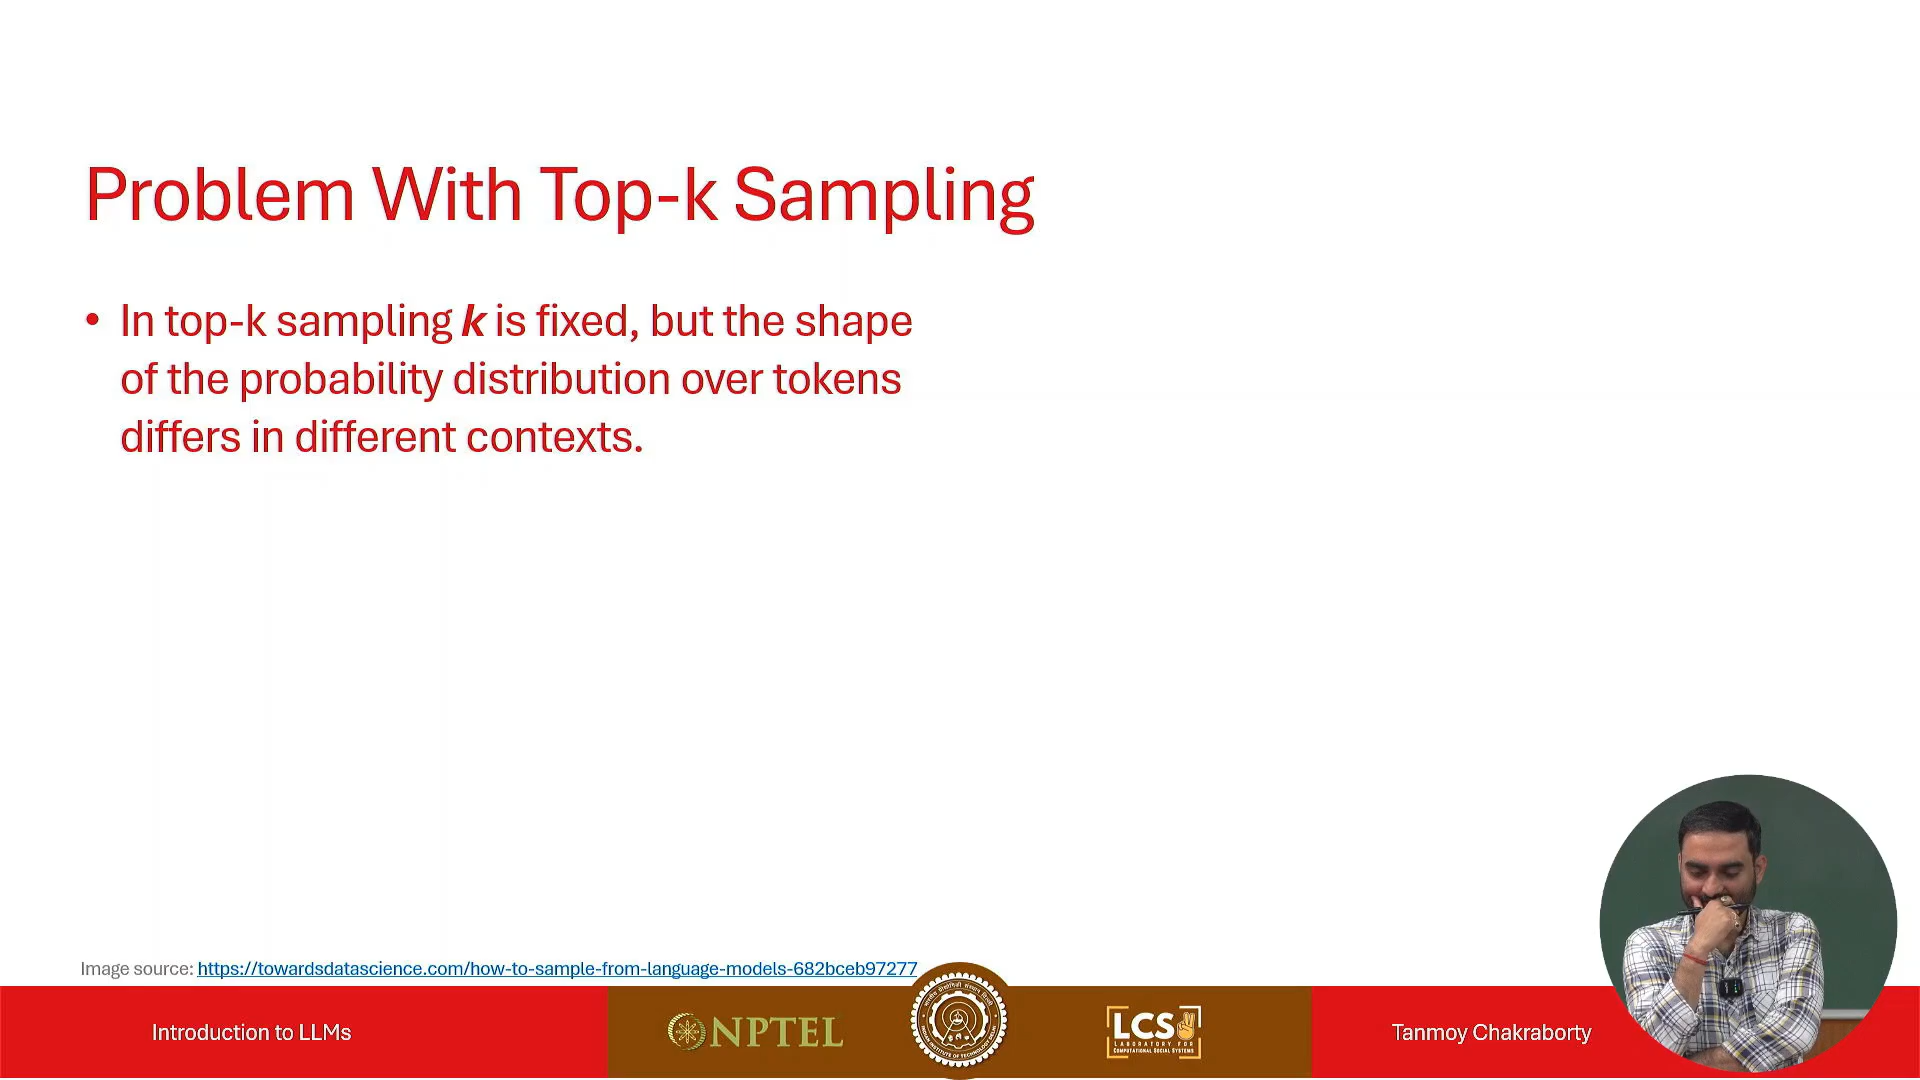 Problem With Top-k Sampling
• In top-k sampling k is fixed, but the shape
of the probability distribution over tokens
differs in different contexts.
Image source: https://towardsdatascience.com/how-to-sample-from-language-models-682bceb97277
Introduction to LLMs
NPTEL
LCS
LABORATORY FOR
COMPUTATIONAL SOCIAL SYSTEMS
Tanmoy Chakraborty